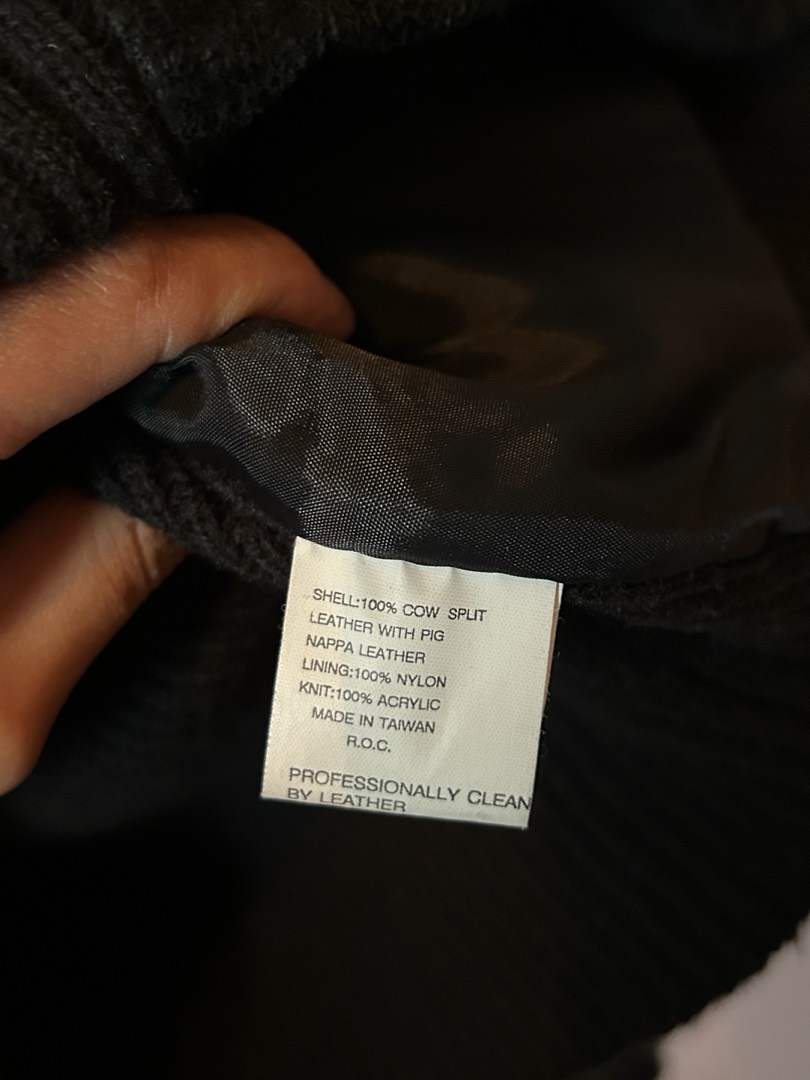 SHELL:100% COW SPLIT
LEATHER WITH PIG
NAPPA LEATHER
LINING:100% NYLON
KNIT:100% ACRYLIC
MADE IN TAIWAN
R.O.C.
PROFESSIONALLY CLEAN
BY LEATHER